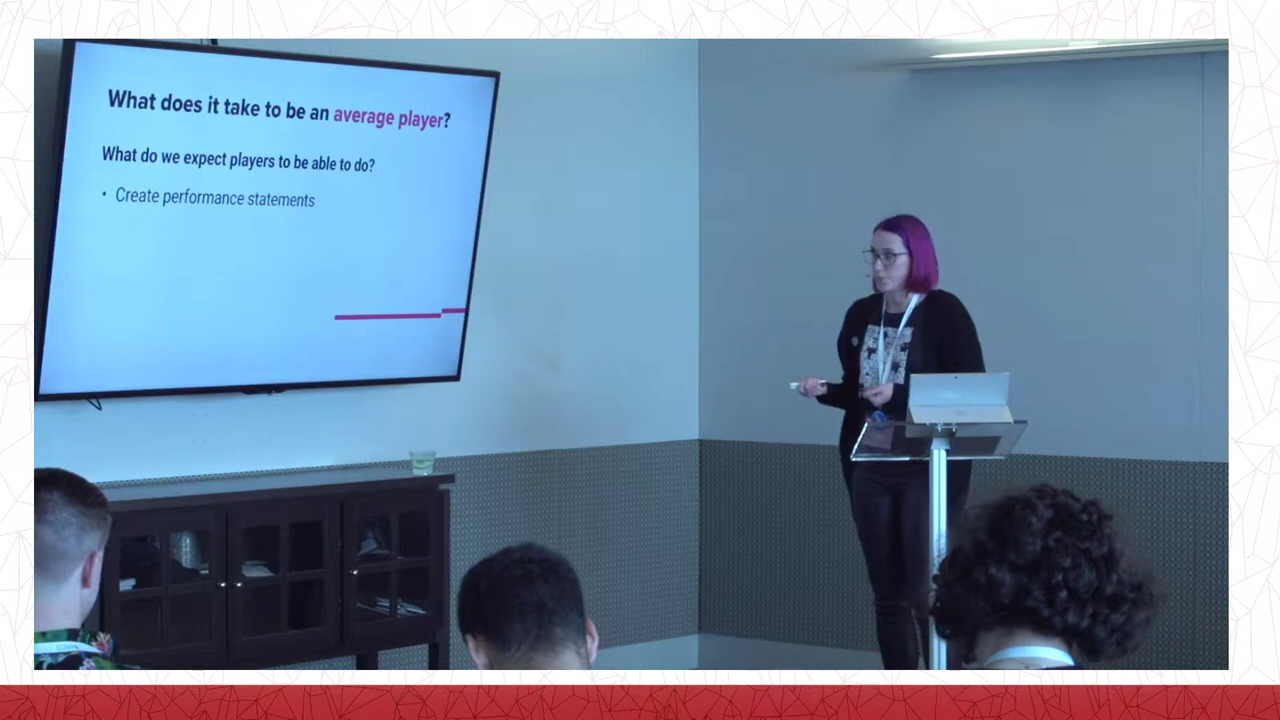 What does it take to be an average player?
What do we expect players to be able to do?
• Create performance statements